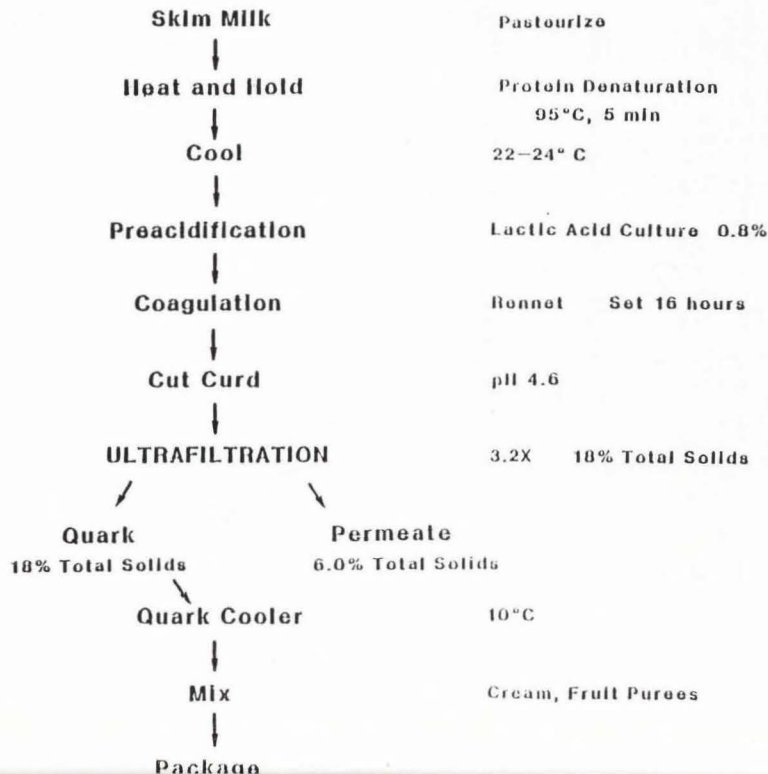 Skim Milk Pasteurize
Heat and Hold Protein Denaturation
95°C, 5 min
Cool 22–24° C
Preacidification Lactic Acid Culture 0.8%
Coagulation Rennet Set 16 hours
Cut Curd pH 4.6
ULTRAFILTRATION 3.2X 18% Total Solids
Quark Permeate
18% Total Solids 6.0% Total Solids
Quark Cooler 10°C
Mix Cream, Fruit Purees
Package